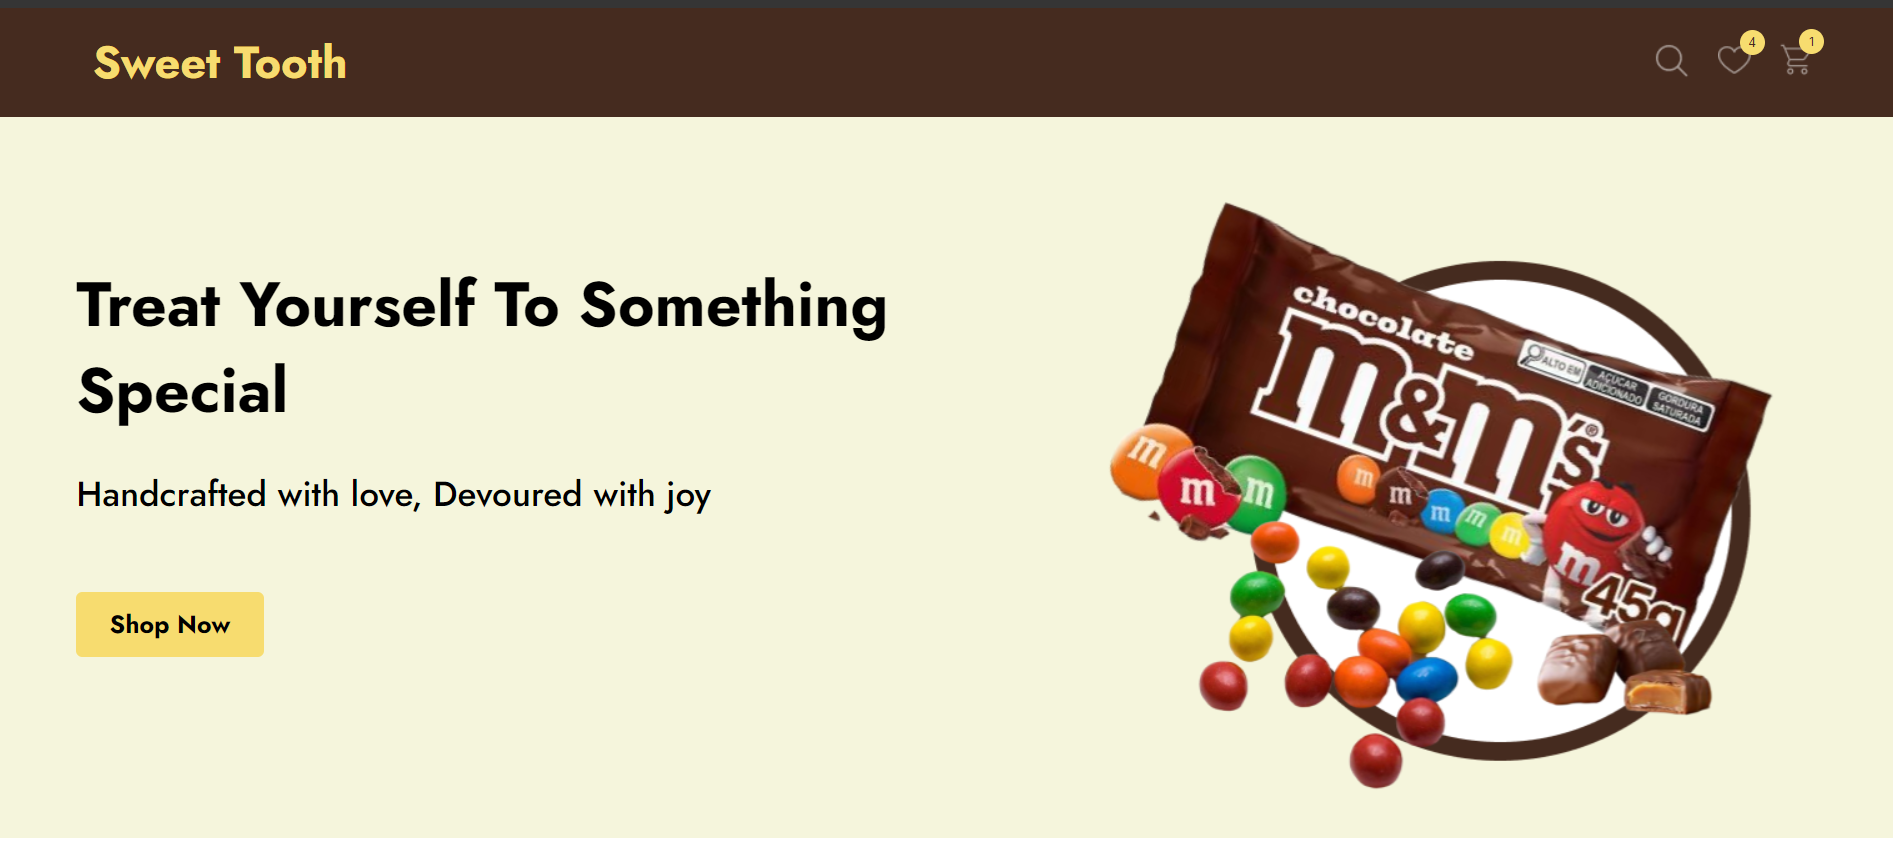 Sweet Tooth
4
1
Treat Yourself To Something
Special
Handcrafted with love, Devoured with joy
Shop Now
chocolate
m&m's®
ALTO EM
AÇÚCAR
ADICIONADO
GORDURA
SATURADA
m
m
m
m
m
m
m
m
m
45g